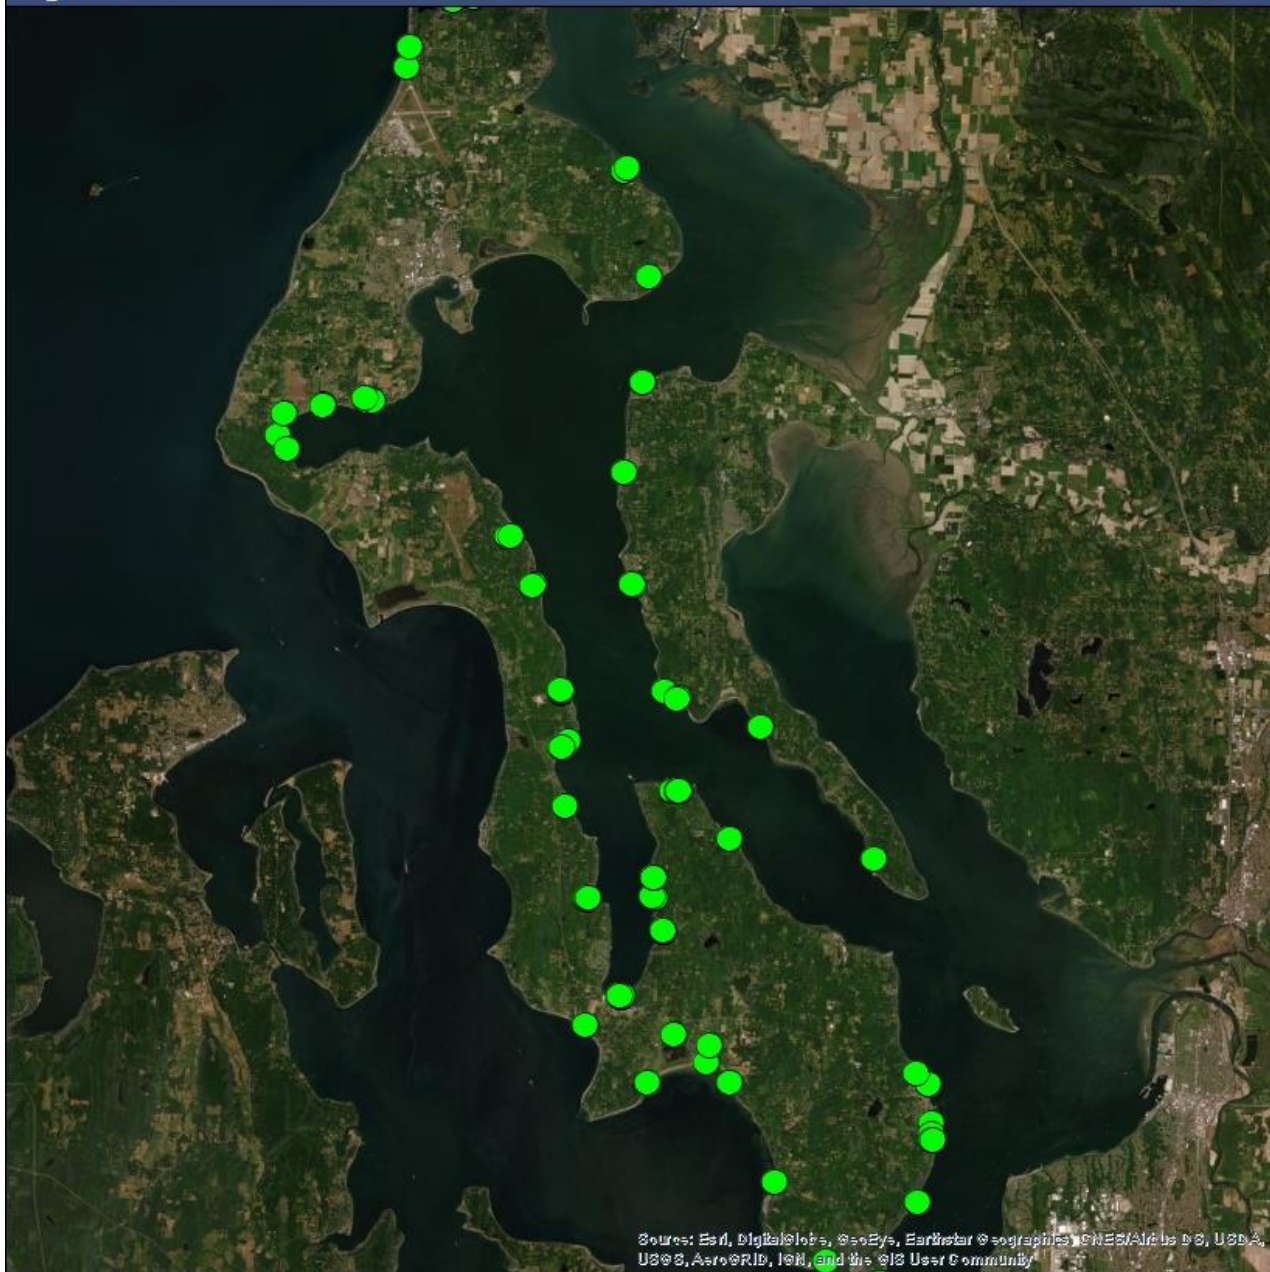 Source: Esri, DigitalGlobe, GeoEye, Earthstar Geographics, CNES/Airbus DS, USDA,
USGS, AeroGRID, IGN, and the GIS User Community